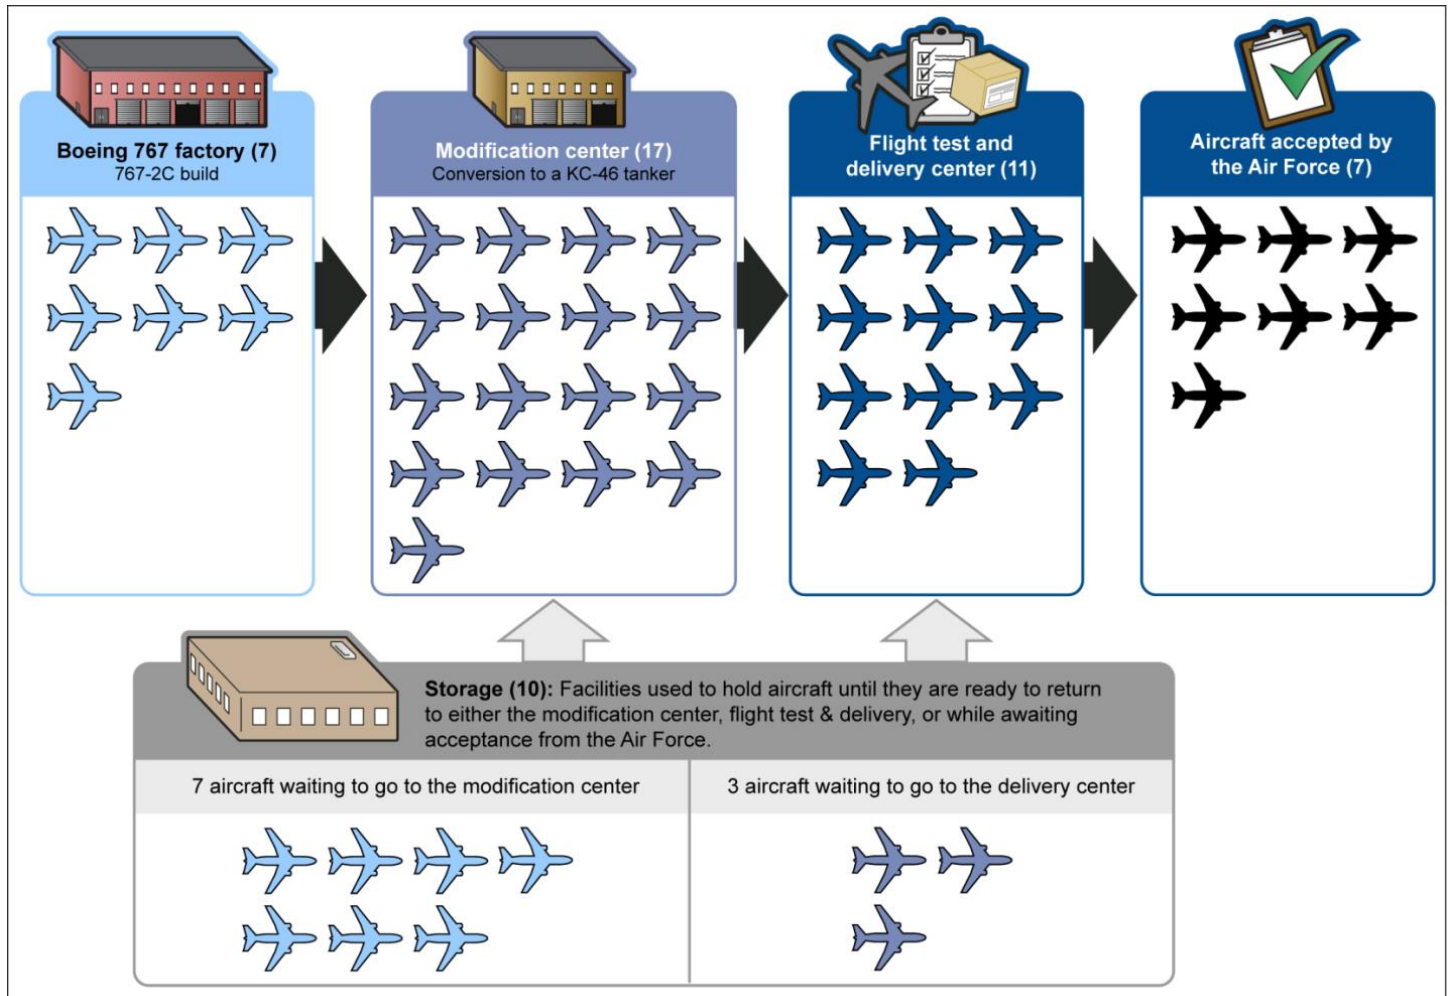 Boeing 767 factory (7)
767-2C build
Modification center (17)
Conversion to a KC-46 tanker
Flight test and
delivery center (11)
Aircraft accepted by
the Air Force (7)
Storage (10): Facilities used to hold aircraft until they are ready to return
to either the modification center, flight test & delivery, or while awaiting
acceptance from the Air Force.
7 aircraft waiting to go to the modification center
3 aircraft waiting to go to the delivery center